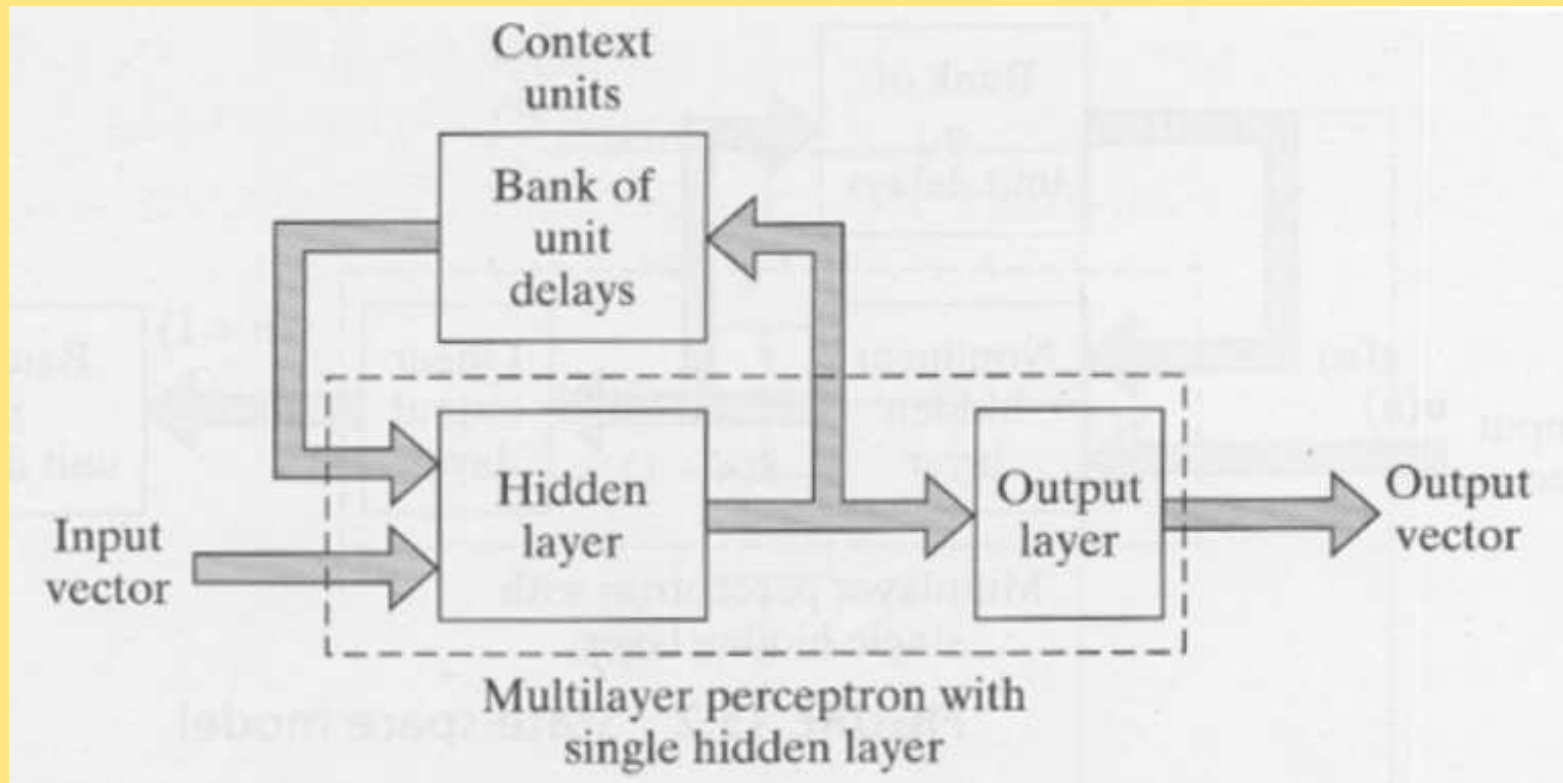 Context
units
Bank of
unit
delays
Hidden
layer
Output
layer
Input
vector
Output
vector
Multilayer perceptron with
single hidden layer